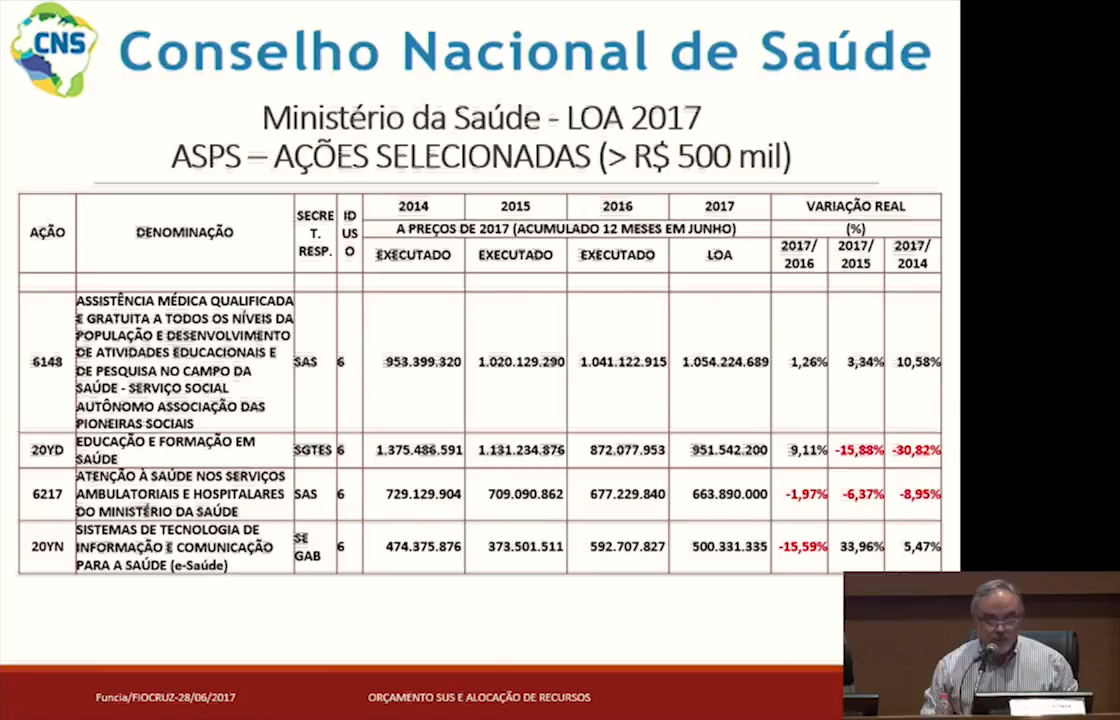 CNS
Conselho Nacional de Saúde
Ministério da Saúde - LOA 2017
ASPS – AÇÕES SELECIONADAS (> R$ 500 mil)
AÇÃO DENOMINAÇÃO SECRE T. RESP. ID US O 2014 2015 2016 2017 VARIAÇÃO REAL
A PREÇOS DE 2017 (ACUMULADO 12 MESES EM JUNHO) (%)
EXECUTADO EXECUTADO EXECUTADO LOA 2017/ 2016 2017/ 2015 2017/ 2014
ASSISTÊNCIA MÉDICA QUALIFICADA
E GRATUITA A TODOS OS NÍVEIS DA
POPULAÇÃO E DESENVOLVIMENTO
DE ATIVIDADES EDUCACIONAIS E
6148 DE PESQUISA NO CAMPO DA SAS 6 953.399.320 1.020.129.290 1.041.122.915 1.054.224.689 1,26% 3,34% 10,58%
SAÚDE - SERVIÇO SOCIAL
AUTÔNOMO ASSOCIAÇÃO DAS
PIONEIRAS SOCIAIS
20YD EDUCAÇÃO E FORMAÇÃO EM SGTES 6 1.375.486.591 1.131.234.876 872.077.953 951.542.200 9,11% -15,88% -30,82%
SAÚDE
ATENÇÃO À SAÚDE NOS SERVIÇOS
6217 AMBULATORIAIS E HOSPITALARES SAS 6 729.129.904 709.090.862 677.229.840 663.890.000 -1,97% -6,37% -8,95%
DO MINISTÉRIO DA SAÚDE
SISTEMAS DE TECNOLOGIA DE SE
20YN INFORMAÇÃO E COMUNICAÇÃO GAB 6 474.375.876 373.501.511 592.707.827 500.331.335 -15,59% 33,96% 5,47%
PARA A SAÚDE (e-Saúde)
Funcia/FIOCRUZ-28/06/2017 ORÇAMENTO SUS E ALOCAÇÃO DE RECURSOS